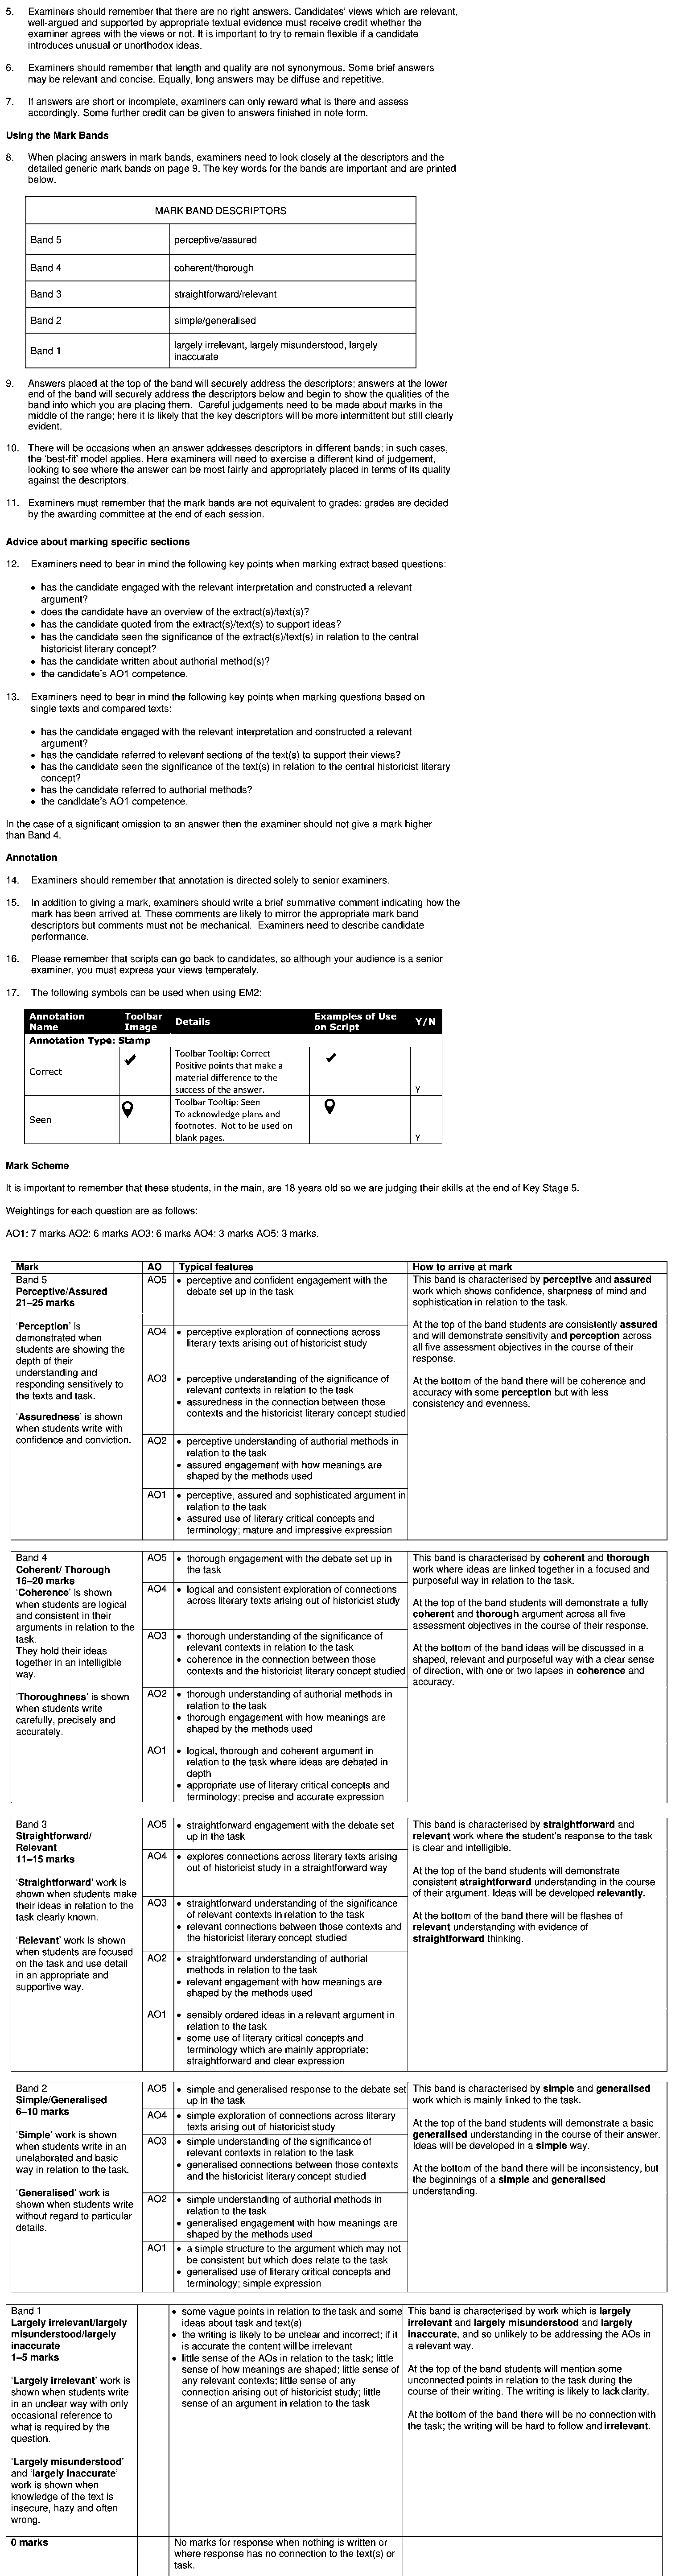 5. Examiners should remember that there are no right answers. Candidates' views which are relevant,
well-argued and supported by appropriate textual evidence must receive credit whether the
examiner agrees with the views or not. It is important to try to remain flexible if a candidate
introduces unusual or unorthodox ideas.
6. Examiners should remember that length and quality are not synonymous. Some brief answers
may be relevant and concise. Equally, long answers may be diffuse and repetitive.
7. If answers are short or incomplete, examiners can only reward what is there and assess
accordingly. Some further credit can be given to answers finished in note form.
Using the Mark Bands
8. When placing answers in mark bands, examiners need to look closely at the descriptors and the
detailed generic mark bands on page 9. The key words for the bands are important and are printed
below.
MARK BAND DESCRIPTORS
Band 5 perceptive/assured
Band 4 coherent/thorough
Band 3 straightforward/relevant
Band 2 simple/generalised
Band 1 largely irrelevant, largely misunderstood, largely
inaccurate
9. Answers placed at the top of the band will securely address the descriptors; answers at the lower
end of the band will securely address the descriptors below and begin to show the qualities of the
band into which you are placing them. Careful judgements need to be made about marks in the
middle of the range; here it is likely that the key descriptors will be more intermittent but still clearly
evident.
10. There will be occasions when an answer addresses descriptors in different bands; in such cases,
the 'best-fit' model applies. Here examiners will need to exercise a different kind of judgement,
looking to see where the answer can be most fairly and appropriately placed in terms of its quality
against the descriptors.
11. Examiners must remember that the mark bands are not equivalent to grades: grades are decided
by the awarding committee at the end of each session.
Advice about marking specific sections
12. Examiners need to bear in mind the following key points when marking extract based questions:
• has the candidate engaged with the relevant interpretation and constructed a relevant
argument?
• does the candidate have an overview of the extract(s)/text(s)?
• has the candidate quoted from the extract(s)/text(s) to support ideas?
• has the candidate seen the significance of the extract(s)/text(s) in relation to the central
historicist literary concept?
• has the candidate written about authorial method(s)?
• the candidate's AO1 competence.
13. Examiners need to bear in mind the following key points when marking questions based on
single texts and compared texts:
• has the candidate engaged with the relevant interpretation and constructed a relevant
argument?
• has the candidate referred to relevant sections of the text(s) to support their views?
• has the candidate seen the significance of the text(s) in relation to the central historicist literary
concept?
• has the candidate referred to authorial methods?
• the candidate's AO1 competence.
In the case of a significant omission to an answer then the examiner should not give a mark higher
than Band 4.
Annotation
14. Examiners should remember that annotation is directed solely to senior examiners.
15. In addition to giving a mark, examiners should write a brief summative comment indicating how the
mark has been arrived at. These comments are likely to mirror the appropriate mark band
descriptors but comments must not be mechanical. Examiners need to describe candidate
performance.
16. Please remember that scripts can go back to candidates, so although your audience is a senior
examiner, you must express your views temperately.
17. The following symbols can be used when using EM2:
Annotation Name Toolbar Image Details Examples of Use on Script Y/N
Annotation Type: Stamp
Correct
Toolbar Tooltip: Correct
Positive points that make a
material difference to the
success of the answer.
Y
Seen
Toolbar Tooltip: Seen
To acknowledge plans and
footnotes. Not to be used on
blank pages.
Y
Mark Scheme
It is important to remember that these students, in the main, are 18 years old so we are judging their skills at the end of Key Stage 5.
Weightings for each question are as follows:
AO1: 7 marks AO2: 6 marks AO3: 6 marks AO4: 3 marks AO5: 3 marks.
Mark AO Typical features How to arrive at mark
Band 5
Perceptive/Assured
21–25 marks
'Perception' is
demonstrated when
students are showing the
depth of their
understanding and
responding sensitively to
the texts and task.
'Assuredness' is shown
when students write with
confidence and conviction.
AO5
• perceptive and confident engagement with the
debate set up in the task
AO4
• perceptive exploration of connections across
literary texts arising out of historicist study
AO3
• perceptive understanding of the significance of
relevant contexts in relation to the task
• assuredness in the connection between those
contexts and the historicist literary concept studied
AO2
• perceptive understanding of authorial methods in
relation to the task
• assured engagement with how meanings are
shaped by the methods used
AO1
• perceptive, assured and sophisticated argument in
relation to the task
• assured use of literary critical concepts and
terminology; mature and impressive expression
This band is characterised by perceptive and assured
work which shows confidence, sharpness of mind and
sophistication in relation to the task.
At the top of the band students are consistently assured
and will demonstrate sensitivity and perception across
all five assessment objectives in the course of their
response.
At the bottom of the band there will be coherence and
accuracy with some perception but with less
consistency and evenness.
Band 4
Coherent/ Thorough
16–20 marks
'Coherence' is shown
when students are logical
and consistent in their
arguments in relation to the
task.
They hold their ideas
together in an intelligible
way.
'Thoroughness' is shown
when students write
carefully, precisely and
accurately.
AO5
• thorough engagement with the debate set up in
the task
AO4
• logical and consistent exploration of connections
across literary texts arising out of historicist study
AO3
• thorough understanding of the significance of
relevant contexts in relation to the task
• coherence in the connection between those
contexts and the historicist literary concept studied
AO2
• thorough understanding of authorial methods in
relation to the task
• thorough engagement with how meanings are
shaped by the methods used
AO1
• logical, thorough and coherent argument in
relation to the task where ideas are debated in
depth
• appropriate use of literary critical concepts and
terminology; precise and accurate expression
This band is characterised by coherent and thorough
work where ideas are linked together in a focused and
purposeful way in relation to the task.
At the top of the band students will demonstrate a fully
coherent and thorough argument across all five
assessment objectives in the course of their response.
At the bottom of the band ideas will be discussed in a
shaped, relevant and purposeful way with a clear sense
of direction, with one or two lapses in coherence and
accuracy.
Band 3
Straightforward/
Relevant
11–15 marks
'Straightforward' work is
shown when students make
their ideas in relation to the
task clearly known.
'Relevant' work is shown
when students are focused
on the task and use detail
in an appropriate and
supportive way.
AO5
• straightforward engagement with the debate set
up in the task
AO4
• explores connections across literary texts arising
out of historicist study in a straightforward way
AO3
• straightforward understanding of the significance
of relevant contexts in relation to the task
• relevant connections between those contexts and
the historicist literary concept studied
AO2
• straightforward understanding of authorial
methods in relation to the task
• relevant engagement with how meanings are
shaped by the methods used
AO1
• sensibly ordered ideas in a relevant argument in
relation to the task
• some use of literary critical concepts and
terminology which are mainly appropriate;
straightforward and clear expression
This band is characterised by straightforward and
relevant work where the student's response to the task
is clear and intelligible.
At the top of the band students will demonstrate
consistent straightforward understanding in the course
of their argument. Ideas will be developed relevantly.
At the bottom of the band there will be flashes of
relevant understanding with evidence of
straightforward thinking.
Band 2
Simple/Generalised
6–10 marks
'Simple' work is shown
when students write in an
unelaborated and basic
way in relation to the task.
'Generalised' work is
shown when students write
without regard to particular
details.
AO5
• simple and generalised response to the debate set
up in the task
AO4
• simple exploration of connections across literary
texts arising out of historicist study
AO3
• simple understanding of the significance of
relevant contexts in relation to the task
• generalised connections between those contexts
and the historicist literary concept studied
AO2
• simple understanding of authorial methods in
relation to the task
• generalised engagement with how meanings are
shaped by the methods used
AO1
• a simple structure to the argument which may not
be consistent but which does relate to the task
• generalised use of literary critical concepts and
terminology; simple expression
This band is characterised by simple and generalised
work which is mainly linked to the task.
At the top of the band students will demonstrate a basic
generalised understanding in the course of their answer.
Ideas will be developed in a simple way.
At the bottom of the band there will be inconsistency, but
the beginnings of a simple and generalised
understanding.
Band 1
Largely irrelevant/largely
misunderstood/largely
inaccurate
1–5 marks
'Largely irrelevant' work is
shown when students write
in an unclear way with only
occasional reference to
what is required by the
question.
'Largely misunderstood'
and 'largely inaccurate'
work is shown when
knowledge of the text is
insecure, hazy and often
wrong.
• some vague points in relation to the task and some
ideas about task and text(s)
• the writing is likely to be unclear and incorrect; if it
is accurate the content will be irrelevant
• little sense of the AOs in relation to the task; little
sense of how meanings are shaped; little sense of
any relevant contexts; little sense of any
connection arising out of historicist study; little
sense of an argument in relation to the task
This band is characterised by work which is largely
irrelevant and largely misunderstood and largely
inaccurate, and so unlikely to be addressing the AOs in
a relevant way.
At the top of the band students will mention some
unconnected points in relation to the task during the
course of their writing. The writing is likely to lack clarity.
At the bottom of the band there will be no connection with
the task; the writing will be hard to follow and irrelevant.
0 marks
No marks for response when nothing is written or
where response has no connection to the text(s) or
task.